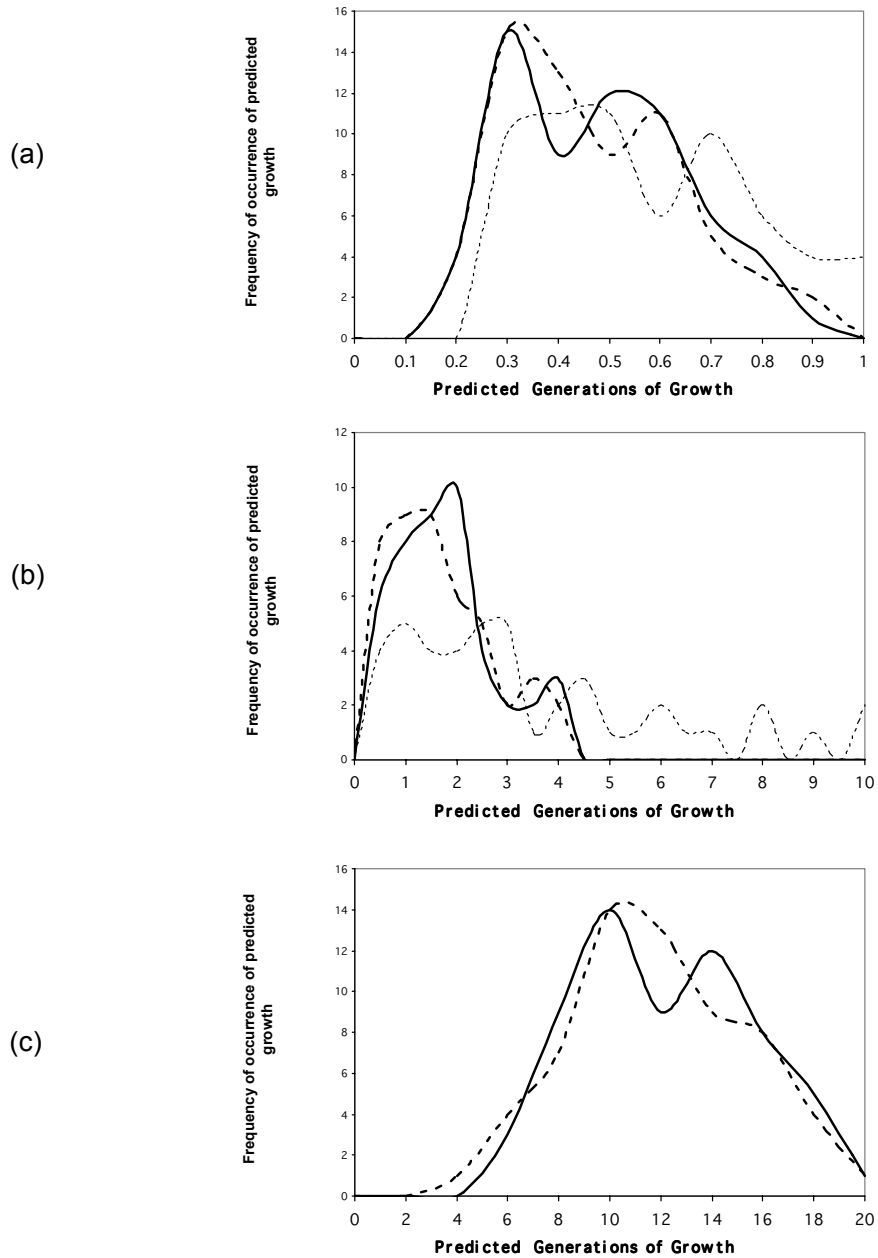 (a)
Frequency of occurrence of predicted
growth
16
14
12
10
8
6
4
2
0
0 0.1 0.2 0.3 0.4 0.5 0.6 0.7 0.8 0.9 1
Predicted Generations of Growth
(b)
Frequency of occurrence of predicted
growth
12
10
8
6
4
2
0
0 1 2 3 4 5 6 7 8 9 10
Predicted Generations of Growth
(c)
Frequency of occurrence of predicted
growth
16
14
12
10
8
6
4
2
0
0 2 4 6 8 10 12 14 16 18 20
Predicted Generations of Growth